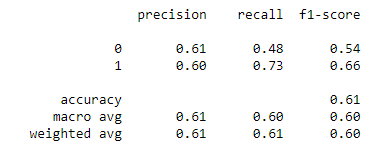 precision recall f1-score
0 0.61 0.48 0.54
1 0.60 0.73 0.66
accuracy 0.61
macro avg 0.61 0.60 0.60
weighted avg 0.61 0.61 0.60